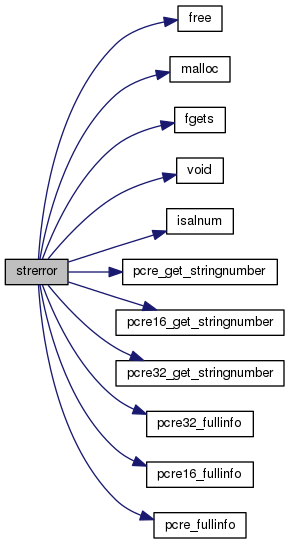 free
malloc
fgets
void
isalnum
strerror
pcre_get_stringnumber
pcre16_get_stringnumber
pcre32_get_stringnumber
pcre32_fullinfo
pcre16_fullinfo
pcre_fullinfo